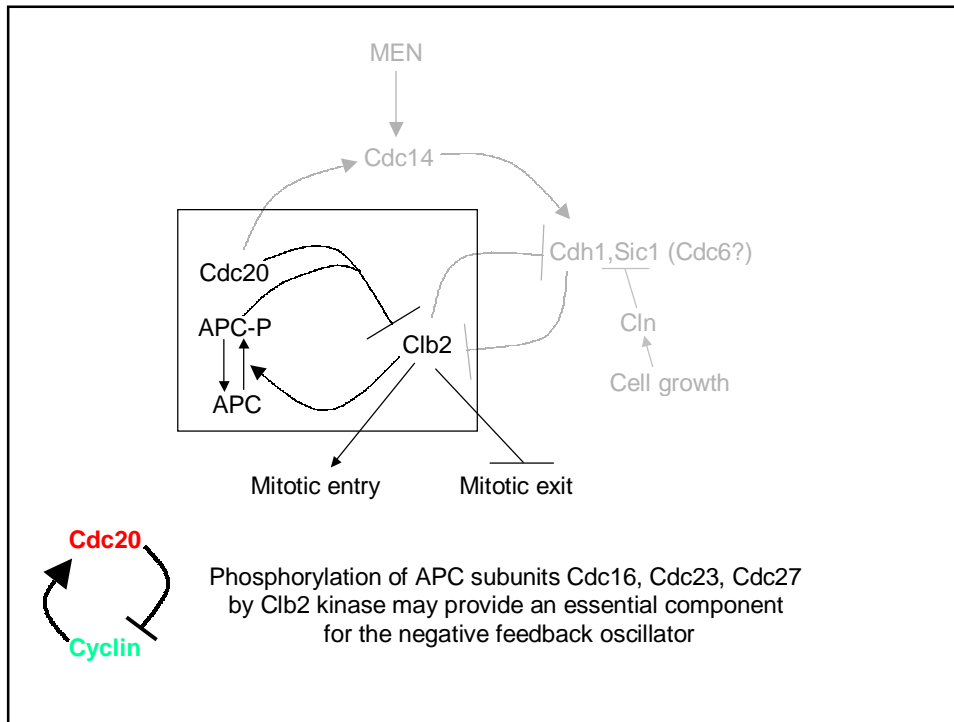 MEN
Cdc14
Cdh1,Sic1 (Cdc6?)
Cdc20
APC-P
Clb2
Cln
APC
Cell growth
Mitotic entry
Mitotic exit
Cdc20
Cyclin
Phosphorylation of APC subunits Cdc16, Cdc23, Cdc27
by Clb2 kinase may provide an essential component
for the negative feedback oscillator